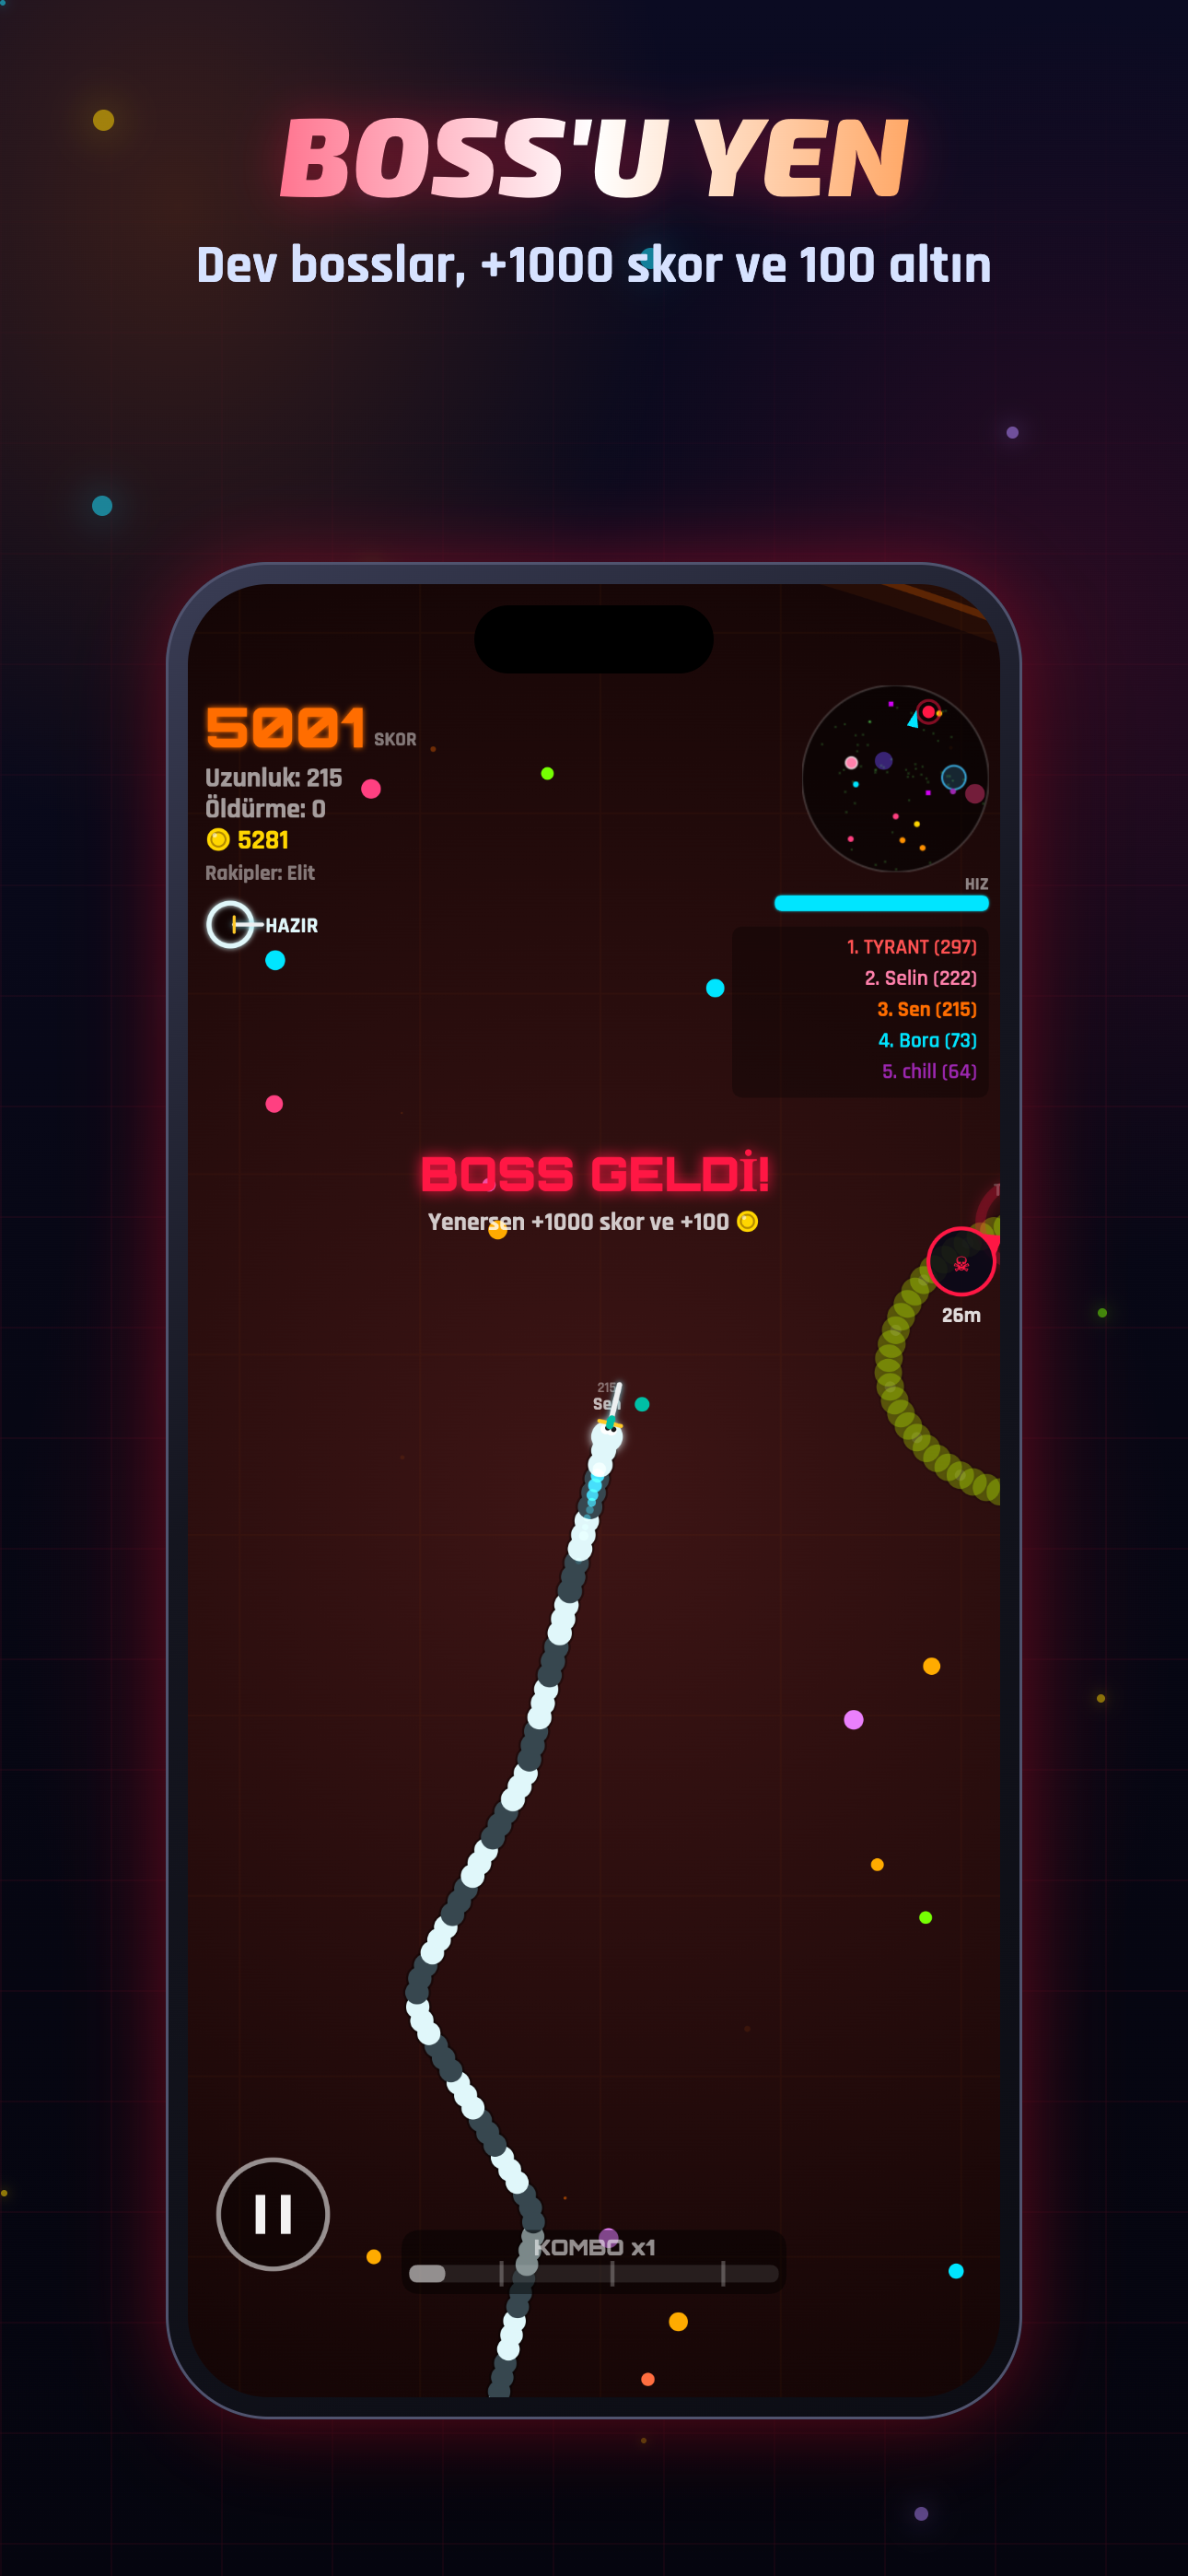 BOSS'U YEN
Dev bosslar, +1000 skor ve 100 altın
5001 SKOR
Uzunluk: 215
Öldürme: 0
5281
Rakipler: Elit
HAZIR
HIZ
1. TYRANT (297)
2. Selin (222)
3. Sen (215)
4. Bora (73)
5. chill (64)
BOSS GELDİ!
Yenersen +1000 skor ve +100
26m
215
Sen
KOMBO x1